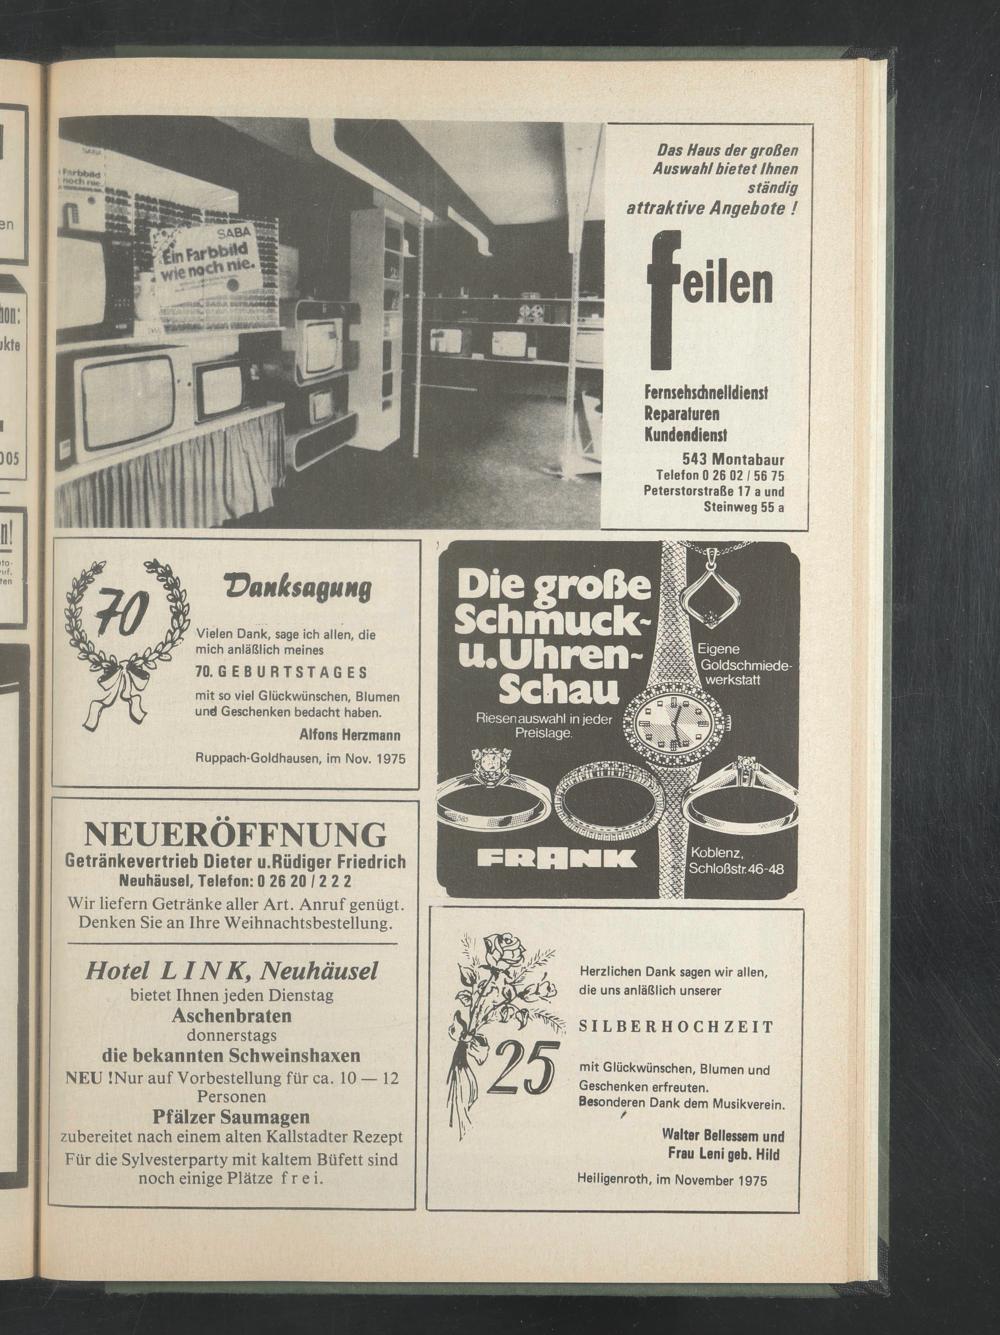 SABA
Ein Farbbild
wie noch nie.
Farbbild
noch nie.
Das Haus der großen
Auswahl bietet Ihnen
ständig
attraktive Angebote !
feilen
Fernsehschnelldienst
Reparaturen
Kundendienst
543 Montabaur
Telefon 0 26 02 / 56 75
Peterstorstraße 17 a und
Steinweg 55 a
70
Danksagung
Vielen Dank, sage ich allen, die
mich anläßlich meines
70. GEBURTSTAGES
mit so viel Glückwünschen, Blumen
und Geschenken bedacht haben.
Alfons Herzmann
Ruppach-Goldhausen, im Nov. 1975
Die große
Schmuck-
u.Uhren-
Schau
Riesenauswahl in jeder
Preislage.
Eigene
Goldschmiede-
werkstatt
585
FRANK
Koblenz,
Schloßstr.46-48
NEUERÖFFNUNG
Getränkevertrieb Dieter u.Rüdiger Friedrich
Neuhäusel, Telefon: 0 26 20 / 2 2 2
Wir liefern Getränke aller Art. Anruf genügt.
Denken Sie an Ihre Weihnachtsbestellung.
Hotel LINK, Neuhäusel
bietet Ihnen jeden Dienstag
Aschenbraten
donnerstags
die bekannten Schweinshaxen
NEU !Nur auf Vorbestellung für ca. 10 — 12
Personen
Pfälzer Saumagen
zubereitet nach einem alten Kallstadter Rezept
Für die Sylvesterparty mit kaltem Büfett sind
noch einige Plätze f r e i.
25
Herzlichen Dank sagen wir allen,
die uns anläßlich unserer
SILBERHOCHZEIT
mit Glückwünschen, Blumen und
Geschenken erfreuten.
Besonderen Dank dem Musikverein.
Walter Bellessem und
Frau Leni geb. Hild
Heiligenroth, im November 1975